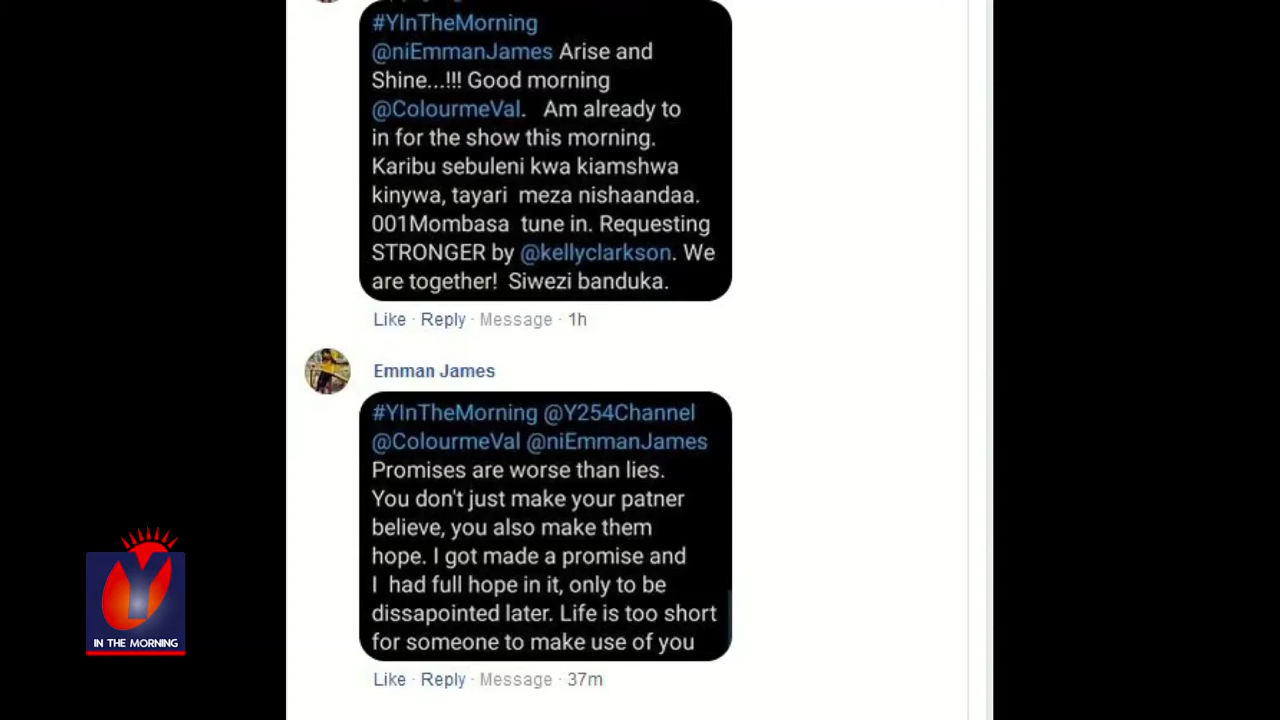 #YInTheMorning
@niEmmanJames Arise and
Shine...!!! Good morning
@ColourmeVal. Am already to
in for the show this morning.
Karibu sebuleni kwa kiamshwa
kinywa, tayari meza nishaandaa.
001Mombasa tune in. Requesting
STRONGER by @kellyclarkson. We
are together! Siwezi banduka.
Like · Reply · Message · 1h
Emman James
#YInTheMorning @Y254Channel
@ColourmeVal @niEmmanJames
Promises are worse than lies.
You don't just make your patner
believe, you also make them
hope. I got made a promise and
I had full hope in it, only to be
dissapointed later. Life is too short
for someone to make use of you
Like · Reply · Message · 37m
Y
IN THE MORNING